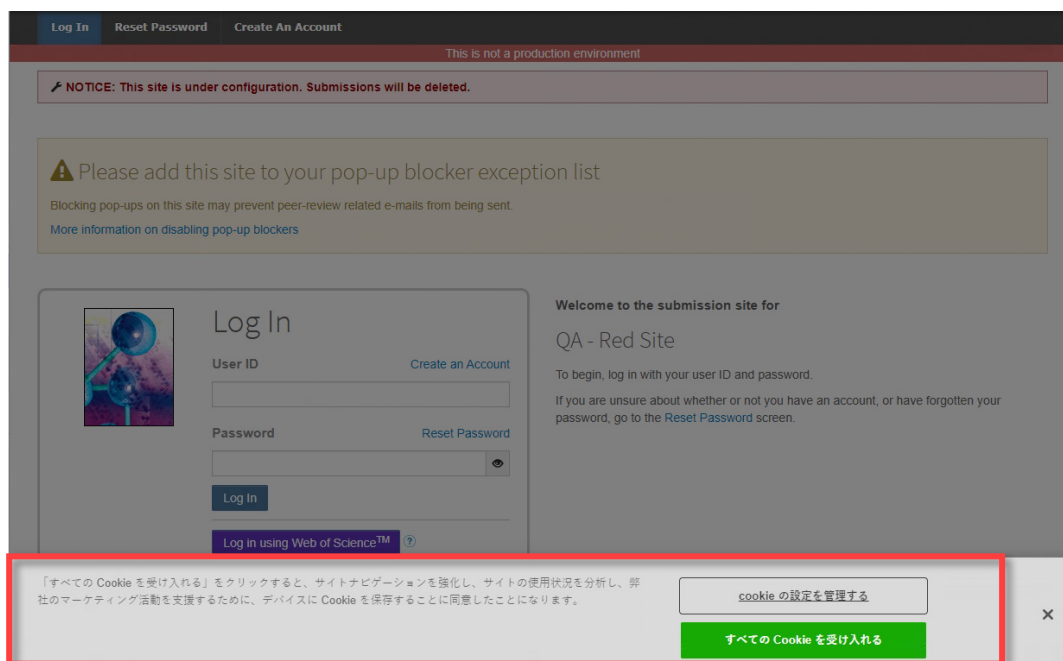 Log In Reset Password Create An Account
This is not a production environment
NOTICE: This site is under configuration. Submissions will be deleted.
Please add this site to your pop-up blocker exception list
Blocking pop-ups on this site may prevent peer-review related e-mails from being sent.
More information on disabling pop-up blockers
Log In
User ID Create an Account
Password Reset Password
Log In
Log in using Web of Science™ ?
Welcome to the submission site for
QA - Red Site
To begin, log in with your user ID and password.
If you are unsure about whether or not you have an account, or have forgotten your
password, go to the Reset Password screen.
「すべての Cookie を受け入れる」をクリックすると、サイトナビゲーションを強化し、サイトの使用状況を分析し、弊
社のマーケティング活動を支援するために、デバイスに Cookie を保存することに同意したことになります。
cookie の設定を管理する
すべての Cookie を受け入れる